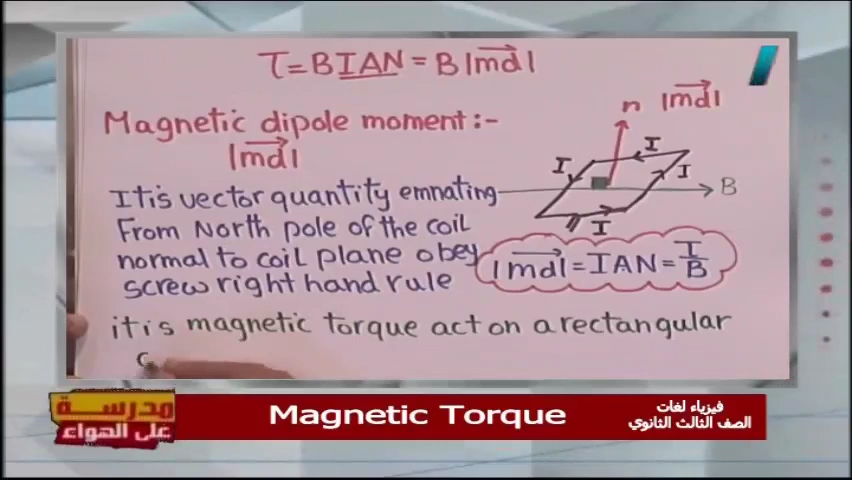 τ = BIAN = B |md|
n |md|
Magnetic dipole moment:-
|md|
I
I
I
I
B
It is vector quantity emnating
From North pole of the coil
normal to coil plane obey
screw right hand rule
|md| = IAN = τ/B
it is magnetic torque act on a rectangular
c
مدرسة
على الهواء
Magnetic Torque
فيزياء لغات
الصف الثالث الثانوي